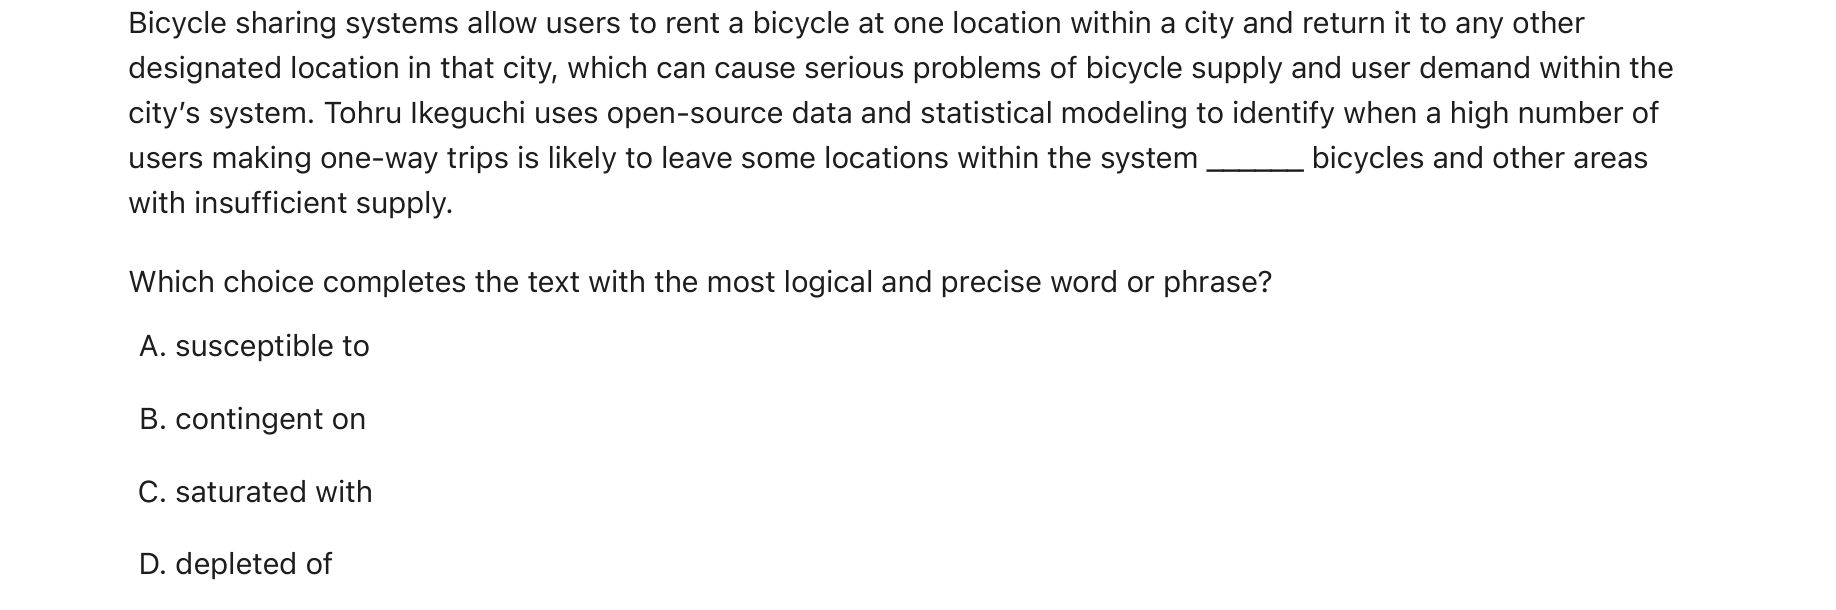 Bicycle sharing systems allow users to rent a bicycle at one location within a city and return it to any other
designated location in that city, which can cause serious problems of bicycle supply and user demand within the
city’s system. Tohru Ikeguchi uses open-source data and statistical modeling to identify when a high number of
users making one-way trips is likely to leave some locations within the system ______ bicycles and other areas
with insufficient supply.
Which choice completes the text with the most logical and precise word or phrase?
A. susceptible to
B. contingent on
C. saturated with
D. depleted of